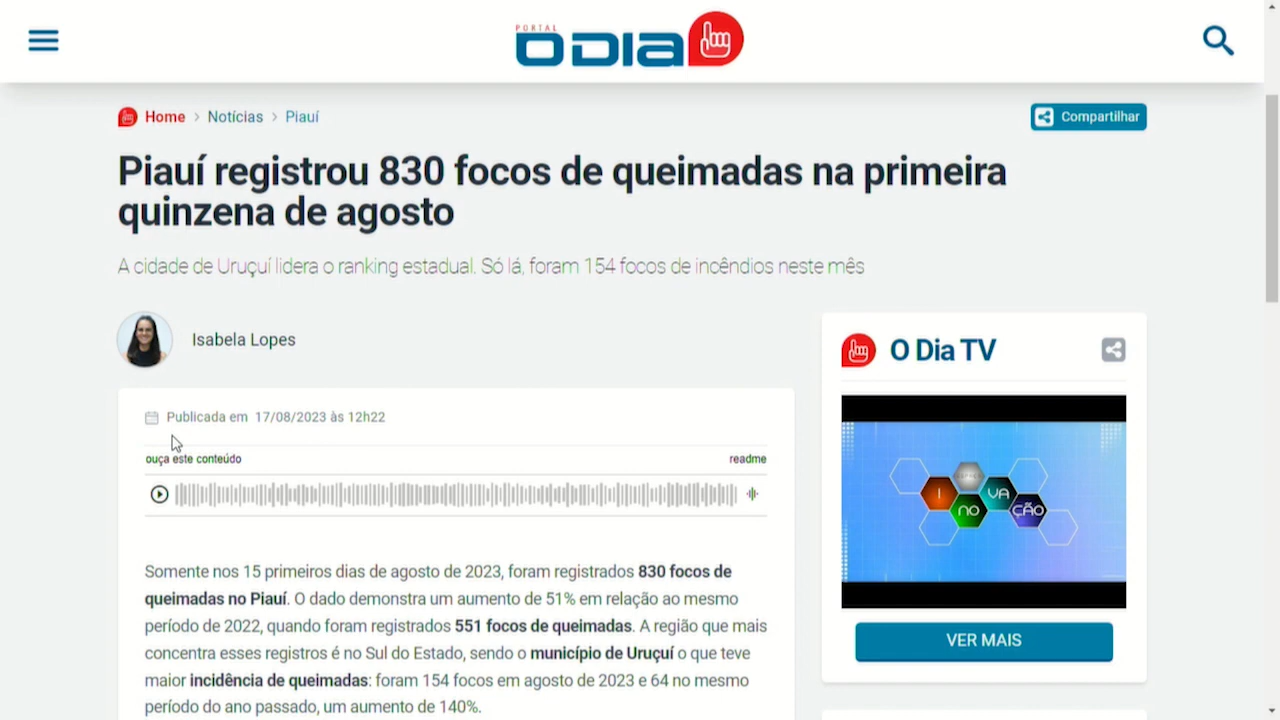 PORTAL
O DIA
Home > Notícias > Piauí
Compartilhar
Piauí registrou 830 focos de queimadas na primeira
quinzena de agosto
A cidade de Uruçuí lidera o ranking estadual. Só lá, foram 154 focos de incêndios neste mês
Isabela Lopes
Publicada em 17/08/2023 às 12h22
ouça este conteúdo
readme
Somente nos 15 primeiros dias de agosto de 2023, foram registrados 830 focos de
queimadas no Piauí. O dado demonstra um aumento de 51% em relação ao mesmo
período de 2022, quando foram registrados 551 focos de queimadas. A região que mais
concentra esses registros é no Sul do Estado, sendo o município de Uruçuí o que teve
maior incidência de queimadas: foram 154 focos em agosto de 2023 e 64 no mesmo
período do ano passado, um aumento de 140%.
O Dia TV
I
NO
VA
ÇÃO
VER MAIS